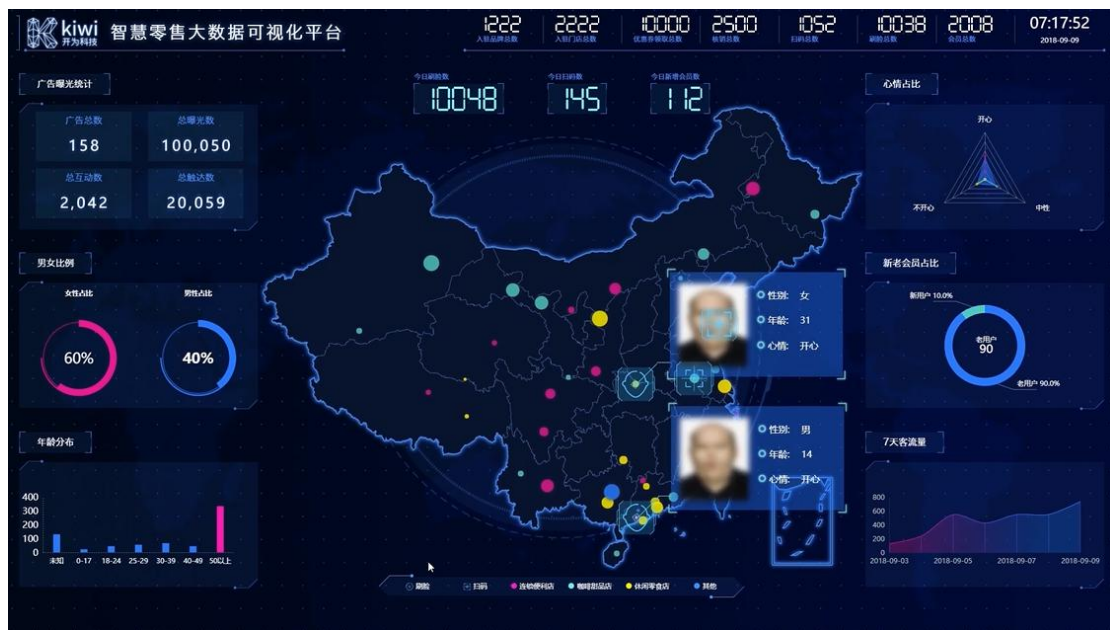 kiwi
开为科技
智慧零售大数据可视化平台
1222
入驻品牌总数
2222
入驻门店总数
10000
优惠券领取总数
2500
核销总数
1052
扫码总数
10038
刷脸总数
2008
会员总数
07:17:52
2018-09-09
广告曝光统计
广告总数
158
总曝光数
100,050
总互动数
2,042
总触达数
20,059
男女比例
女性占比
60%
男性占比
40%
年龄分布
400
300
200
100
0
未知 0-17 18-24 25-29 30-39 40-49 50以上
今日刷脸数
10048
今日扫码数
145
今日新增会员数
112
性别: 女
年龄: 31
心情: 开心
性别: 男
年龄: 14
心情: 开心
刷脸 扫码 连锁便利店 咖啡甜品店 休闲零食店 其他
心情占比
开心
不开心
中性
新老会员占比
新用户 10.0%
老用户
90
老用户 90.0%
7天客流量
800
600
400
200
0
2018-09-03 2018-09-05 2018-09-07 2018-09-09